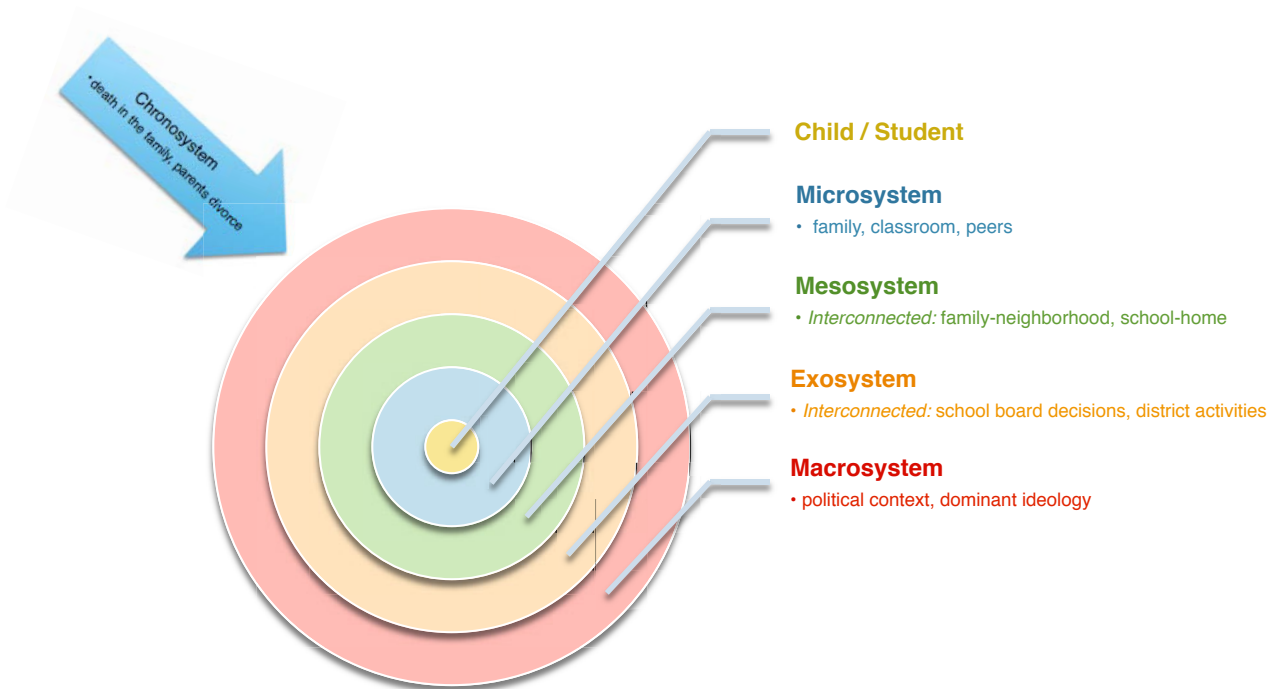 Chronosystem
• death in the family, parents divorce
Child / Student
Microsystem
• family, classroom, peers
Mesosystem
• Interconnected: family-neighborhood, school-home
Exosystem
• Interconnected: school board decisions, district activities
Macrosystem
• political context, dominant ideology